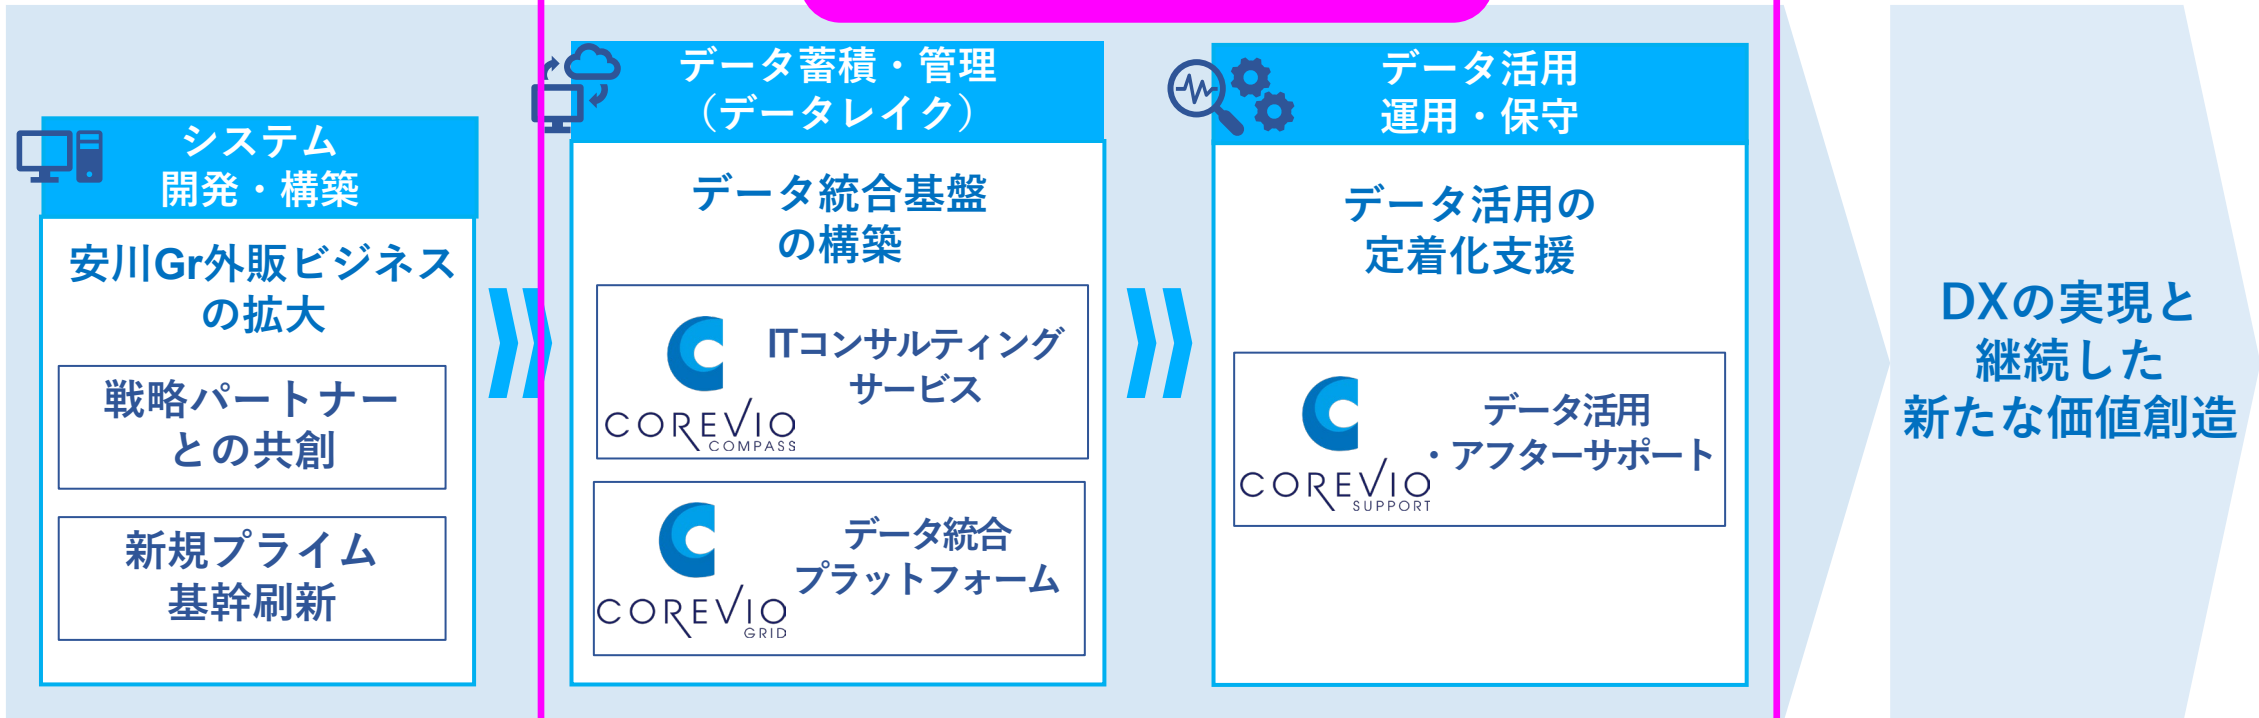 システム
開発・構築
安川Gr外販ビジネス
の拡大
戦略パートナー
との共創
新規プライム
基幹刷新
データ蓄積・管理
（データレイク）
データ統合基盤
の構築
COREVIO
COMPASS
ITコンサルティング
サービス
COREVIO
GRID
データ統合
プラットフォーム
データ活用
運用・保守
データ活用の
定着化支援
COREVIO
SUPPORT
データ活用
・アフターサポート
DXの実現と
継続した
新たな価値創造